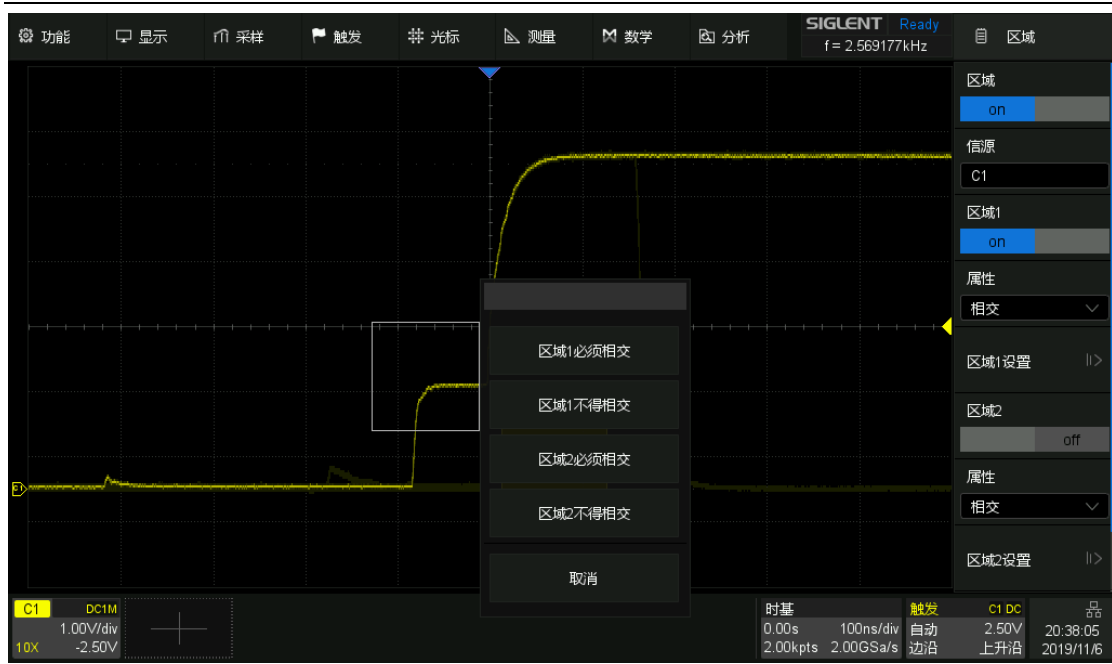 功能 显示 采样 触发 光标 测量 数学 分析 SIGLENT Ready 区域
f = 2.569177kHz
区域
on
信源
C1
区域1
on
属性
相交
区域1设置
区域2
off
属性
相交
区域2设置
区域1必须相交
区域1不得相交
区域2必须相交
区域2不得相交
取消
C1
C1 DC1M
1.00V/div
10X -2.50V
时基
0.00s 100ns/div
2.00kpts 2.00GSa/s
触发 C1 DC
自动 2.50V
边沿 上升沿
20:38:05
2019/11/6